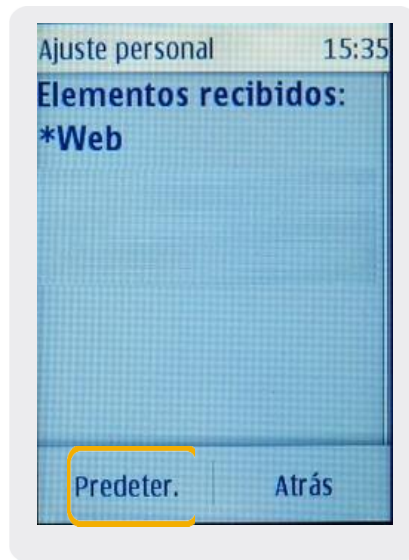 Ajuste personal 15:35
Elementos recibidos:
*Web
Predeter. Atrás